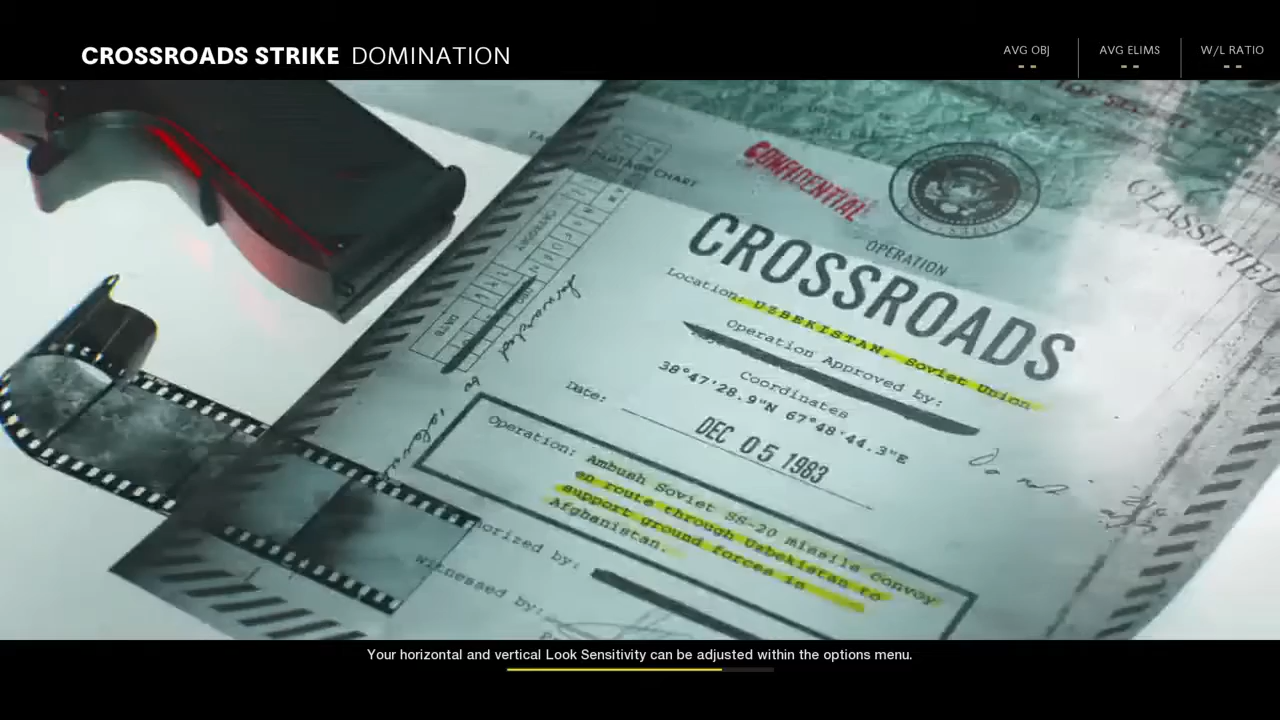 CROSSROADS STRIKE DOMINATION
AVG OBJ
AVG ELIMS
W/L RATIO
- -
- -
- -
CONFIDENTIAL
CLASSIFIED
OPERATION
CROSSROADS
Location: UZBEKISTAN, Soviet Union
Operation Approved by:
Coordinates
38°47'28.9"N 67°48'44.3"E
Date:
DEC 05 1983
Operation: Ambush Soviet SS-20 missile convoy
en route through Uzbekistan to
support ground forces in
Afghanistan.
witnessed by:
DATE
CHART
Your horizontal and vertical Look Sensitivity can be adjusted within the options menu.